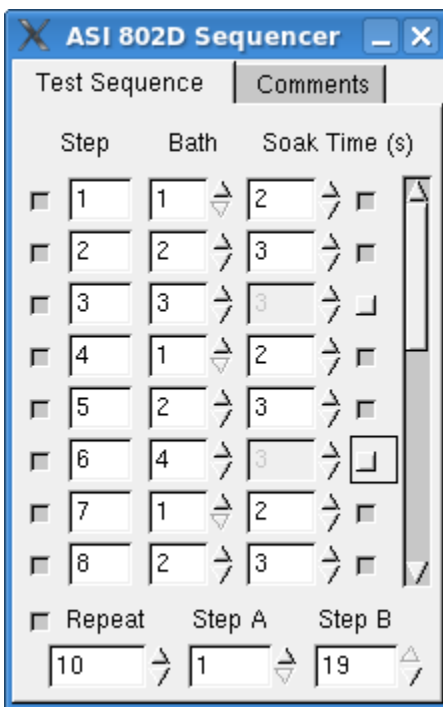 ASI 802D Sequencer
Test Sequence Comments
Step Bath Soak Time (s)
1 1 2
2 2 3
3 3 3
4 1 2
5 2 3
6 4 3
7 1 2
8 2 3
Repeat Step A Step B
10 1 19